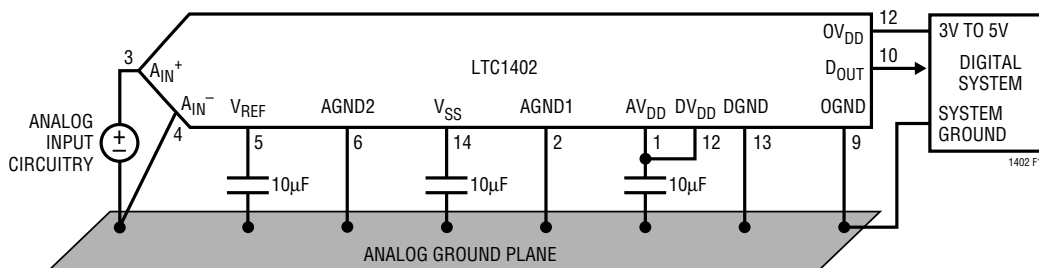 12
OVDD
3V TO 5V
3
AIN+
LTC1402
DOUT
10
DIGITAL
SYSTEM
AIN−
VREF
AGND2
VSS
AGND1
AVDD
DVDD
DGND
OGND
SYSTEM
GROUND
ANALOG
INPUT
CIRCUITRY
+
−
4
5
6
14
2
1
12
13
9
1402 F1
10µF
10µF
10µF
ANALOG GROUND PLANE